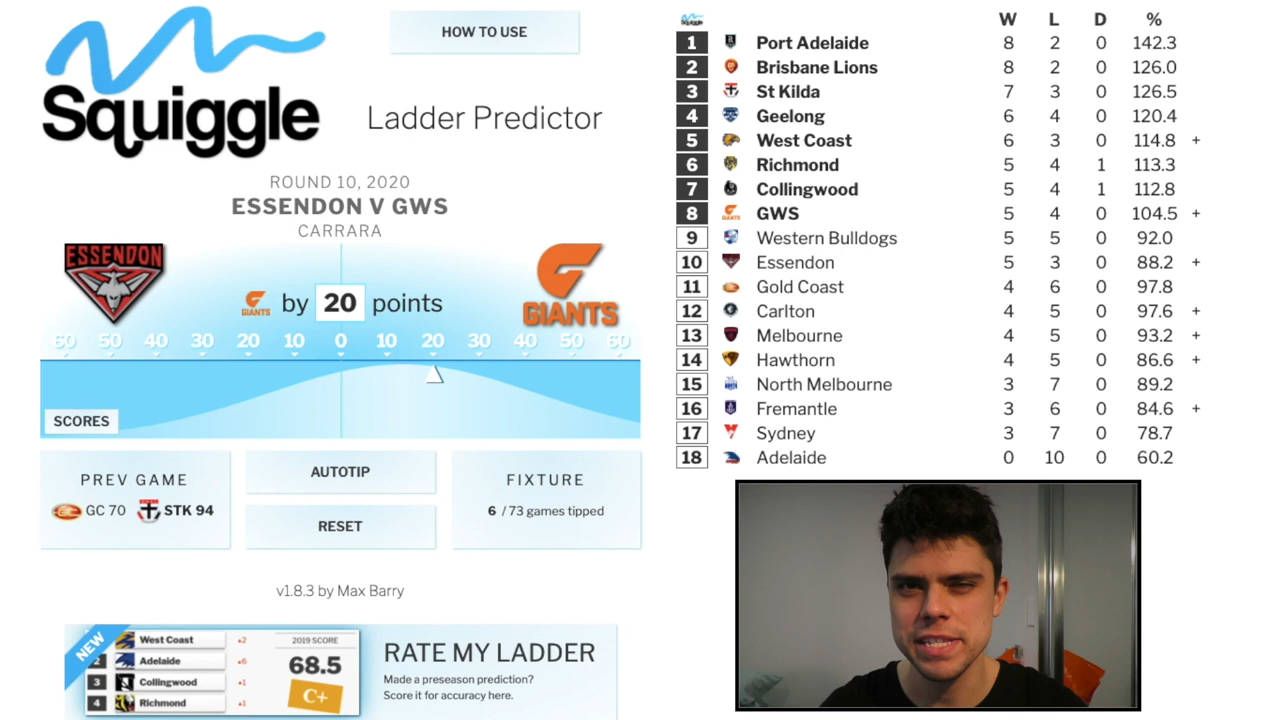 Squiggle
HOW TO USE
Ladder Predictor
ROUND 10, 2020
ESSENDON V GWS
CARRARA
ESSENDON
by 20 points
GIANTS
60 50 40 30 20 10 0 10 20 30 40 50 60
SCORES
PREV GAME
GC 70 STK 94
AUTOTIP
RESET
FIXTURE
6 / 73 games tipped
v1.8.3 by Max Barry
NEW
West Coast 2
2 Adelaide 6
3 Collingwood 1
4 Richmond 1
2019 SCORE
68.5
C+
RATE MY LADDER
Made a preseason prediction?
Score it for accuracy here.
W L D %
1 Port Adelaide 8 2 0 142.3
2 Brisbane Lions 8 2 0 126.0
3 St Kilda 7 3 0 126.5
4 Geelong 6 4 0 120.4
5 West Coast 6 3 0 114.8 +
6 Richmond 5 4 1 113.3
7 Collingwood 5 4 1 112.8
8 GWS 5 4 0 104.5 +
9 Western Bulldogs 5 5 0 92.0
10 Essendon 5 3 0 88.2 +
11 Gold Coast 4 6 0 97.8
12 Carlton 4 5 0 97.6 +
13 Melbourne 4 5 0 93.2 +
14 Hawthorn 4 5 0 86.6 +
15 North Melbourne 3 7 0 89.2
16 Fremantle 3 6 0 84.6 +
17 Sydney 3 7 0 78.7
18 Adelaide 0 10 0 60.2